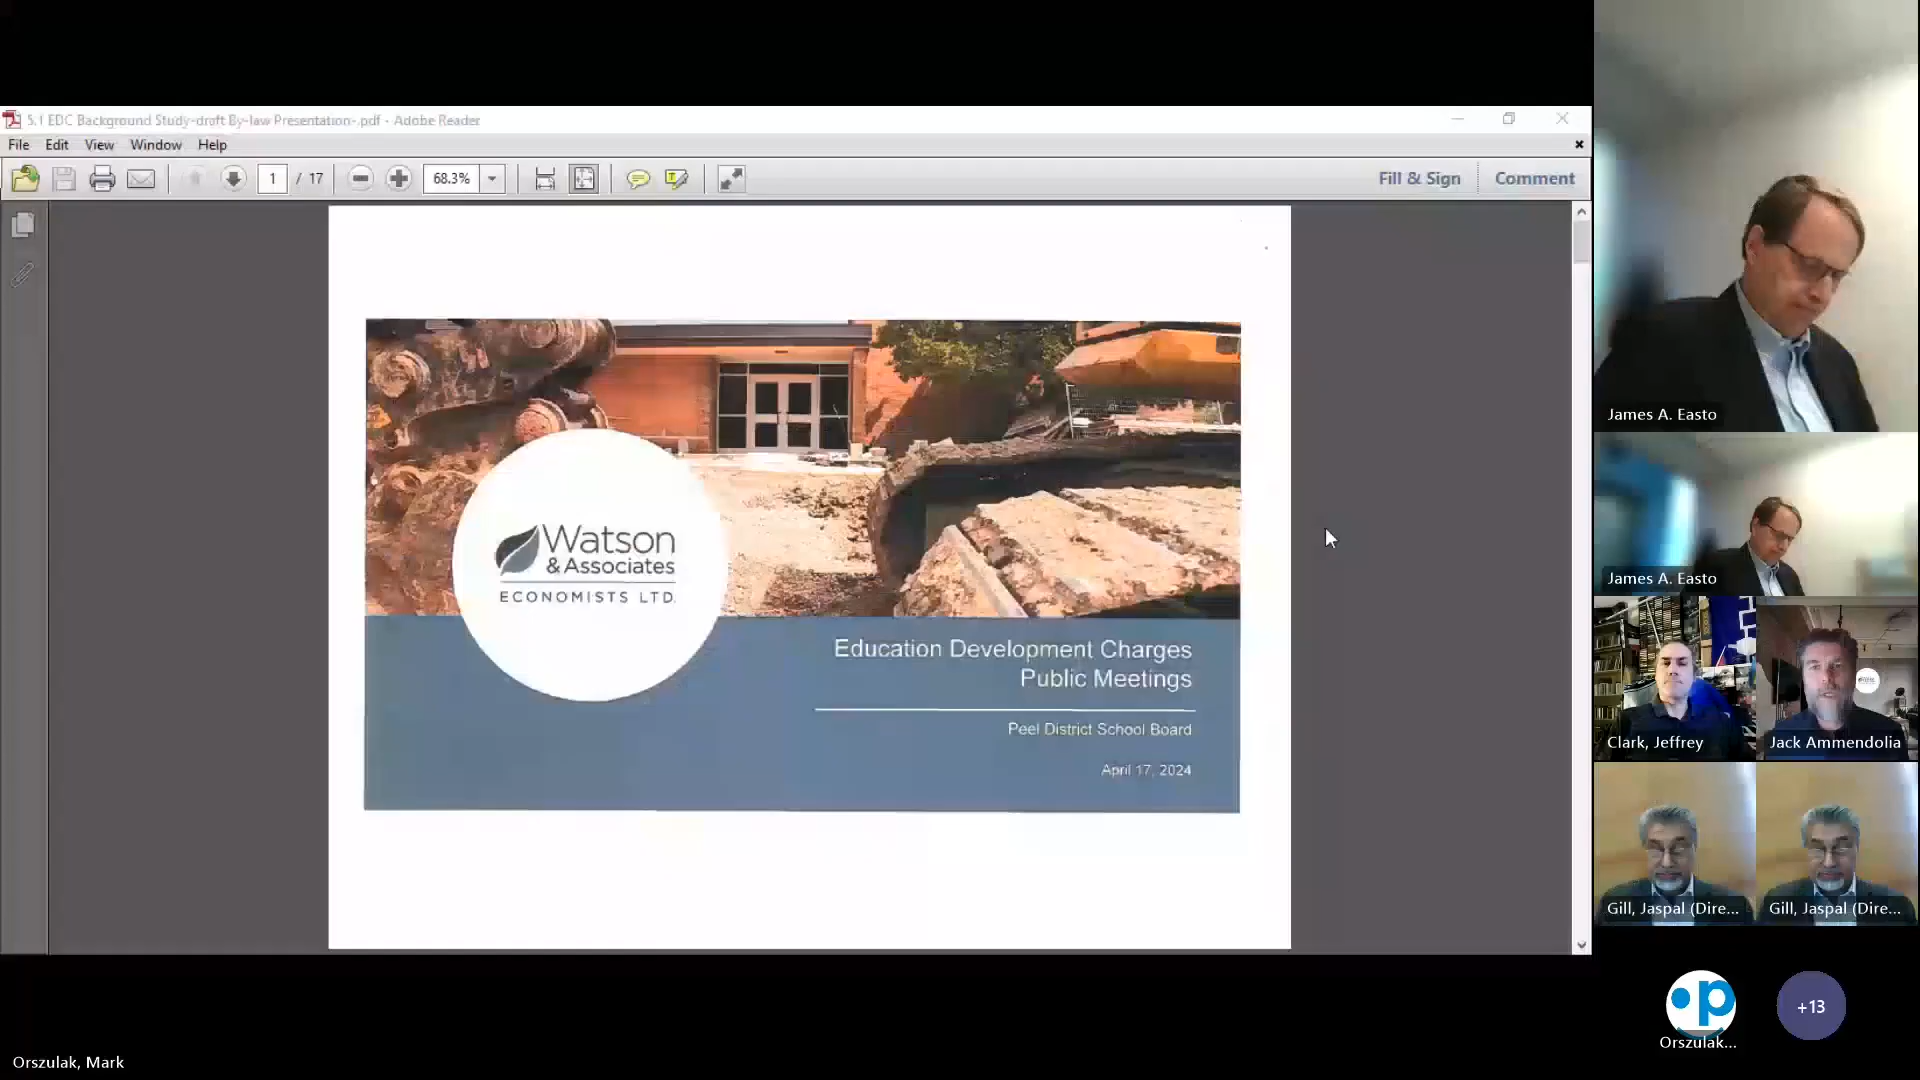 5.1 EDC Background Study-draft By-law Presentation-.pdf - Adobe Reader
File Edit View Window Help
1 / 17 68.3% Fill & Sign Comment
Watson
& Associates
ECONOMISTS LTD.
Education Development Charges
Public Meetings
Peel District School Board
April 17, 2024
James A. Easto
James A. Easto
Clark, Jeffrey
Jack Ammendolia
Gill, Jaspal (Dire...
Gill, Jaspal (Dire...
p
+13
Orszulak...
Orszulak, Mark